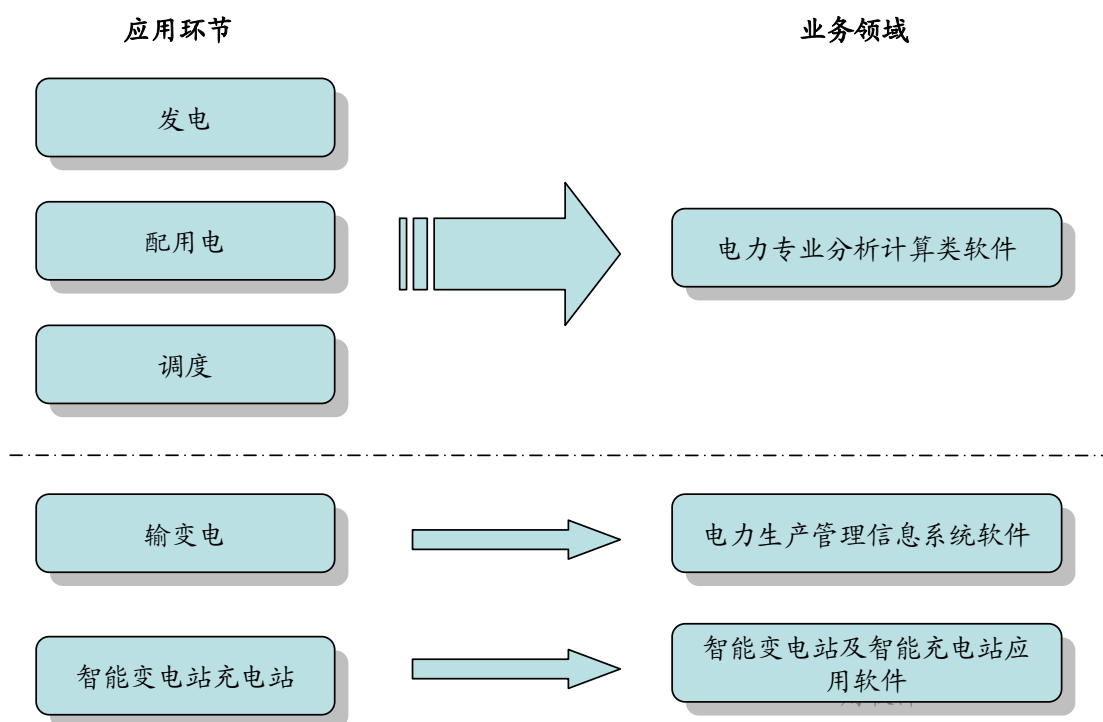 应用环节
业务领域
发电
配用电
电力专业分析计算类软件
调度
输变电
电力生产管理信息系统软件
智能变电站充电站
智能变电站及智能充电站应
用软件